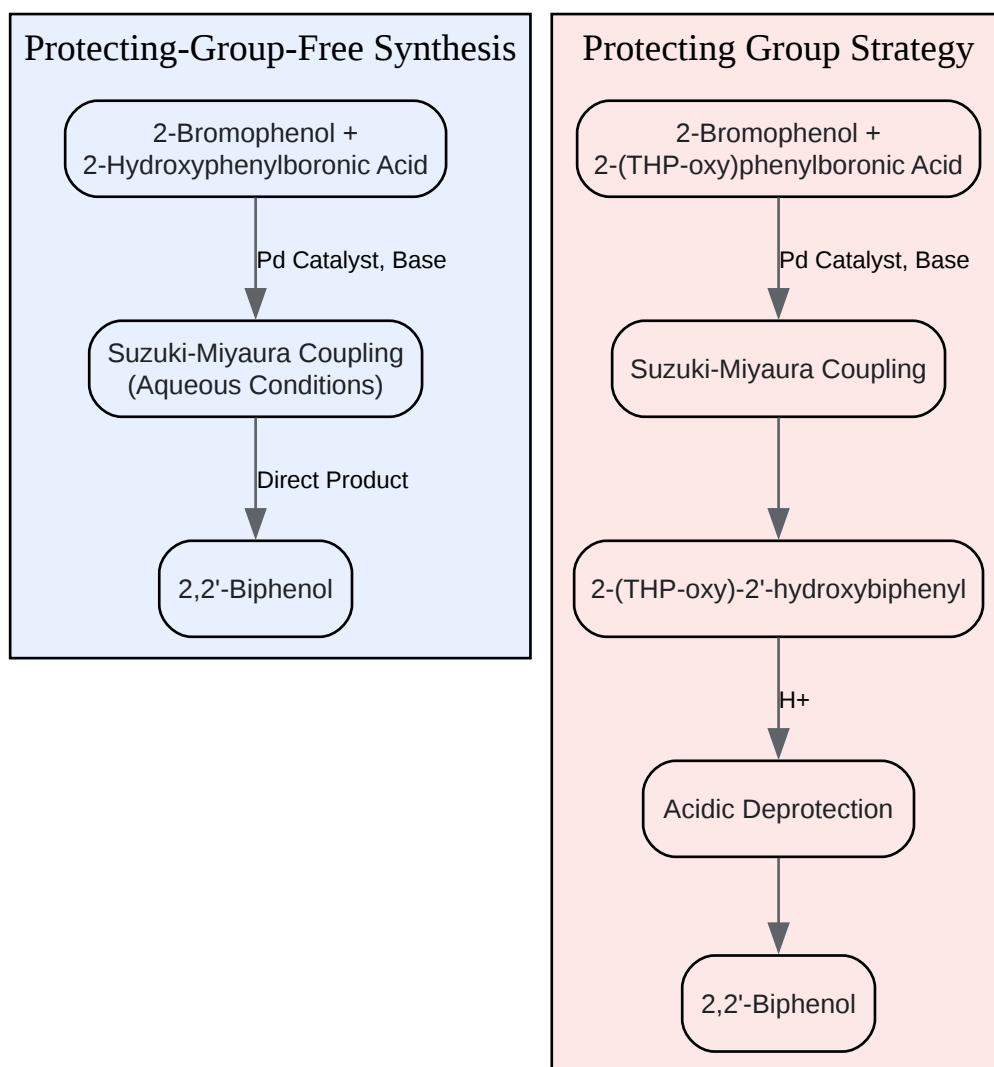 Protecting-Group-Free Synthesis
2-Bromophenol +
2-Hydroxyphenylboronic Acid
Pd Catalyst, Base
Suzuki-Miyaura Coupling
(Aqueous Conditions)
Direct Product
2,2'-Biphenol
Protecting Group Strategy
2-Bromophenol +
2-(THP-oxy)phenylboronic Acid
Pd Catalyst, Base
Suzuki-Miyaura Coupling
2-(THP-oxy)-2'-hydroxybiphenyl
H+
Acidic Deprotection
2,2'-Biphenol